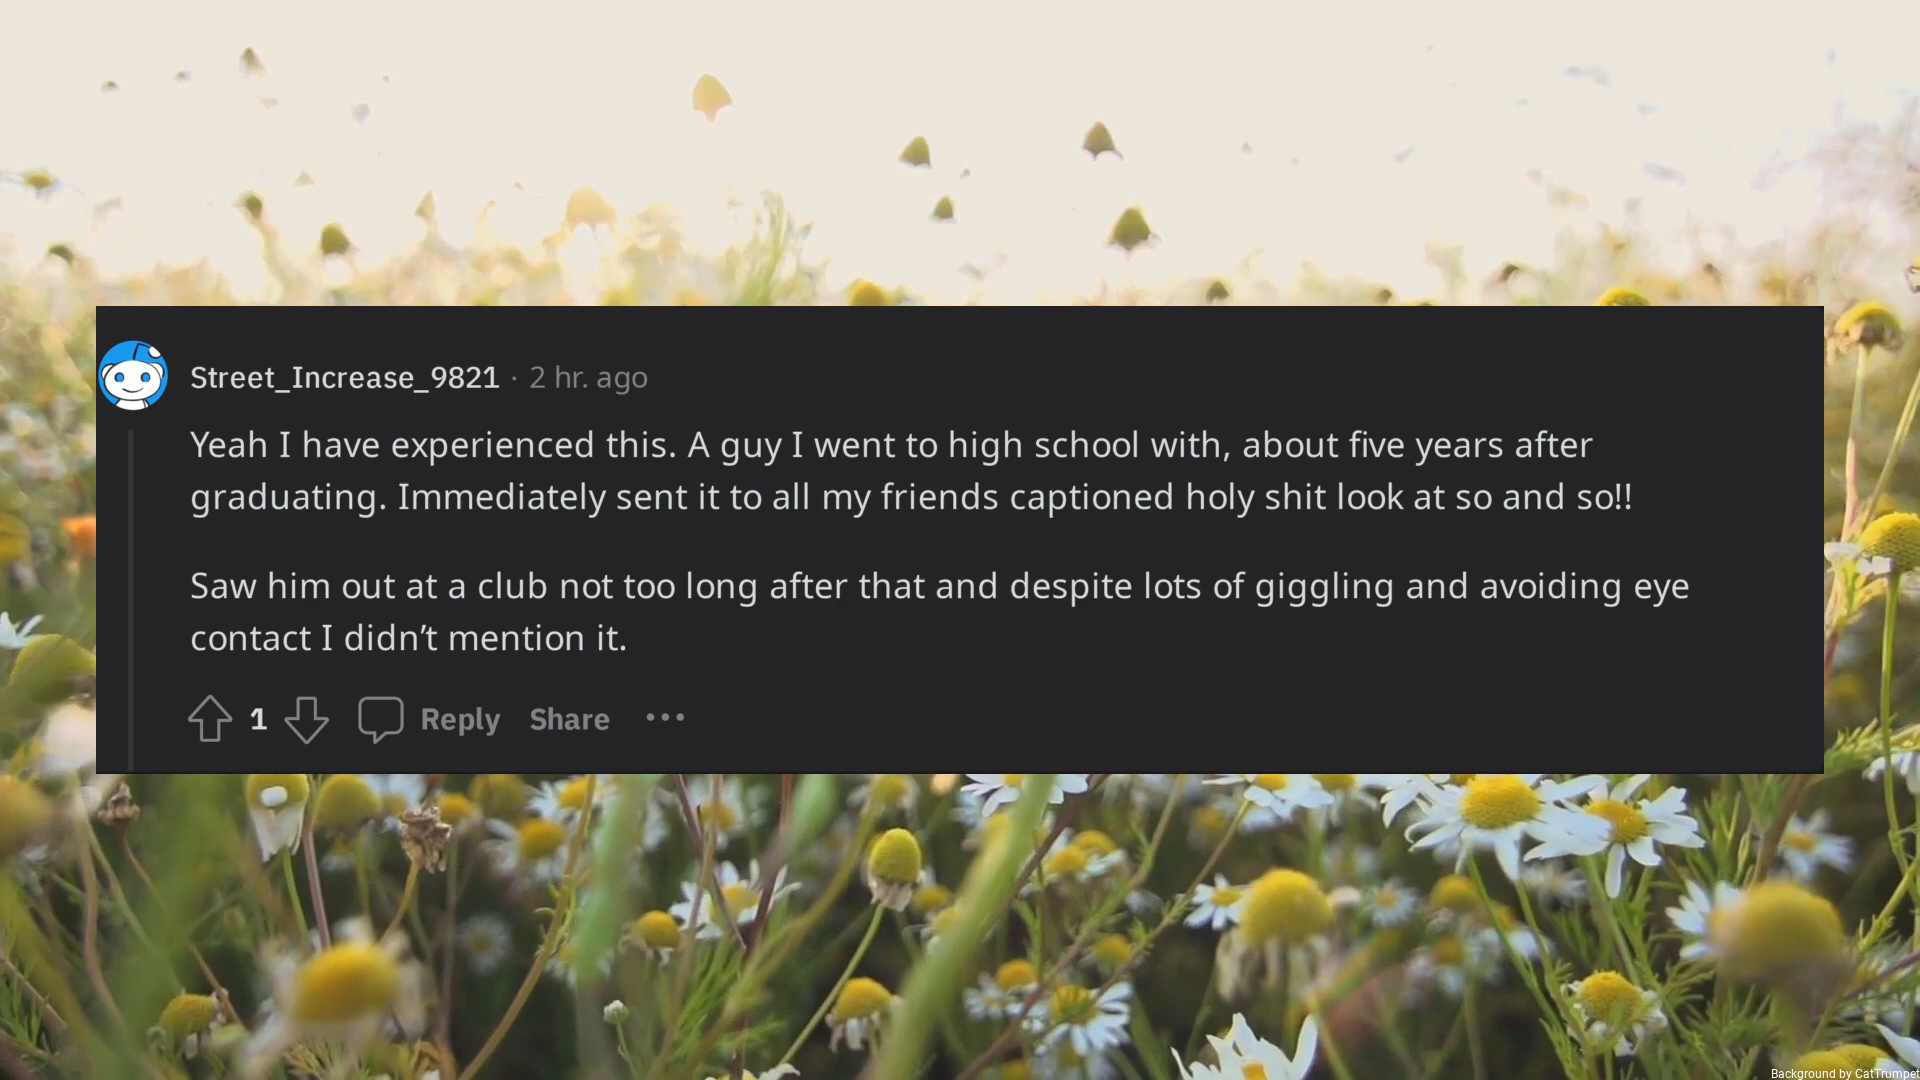 Street_Increase_9821 · 2 hr. ago
Yeah I have experienced this. A guy I went to high school with, about five years after
graduating. Immediately sent it to all my friends captioned holy shit look at so and so!!
Saw him out at a club not too long after that and despite lots of giggling and avoiding eye
contact I didn’t mention it.
1 Reply Share ···
Background by CatTrumpet